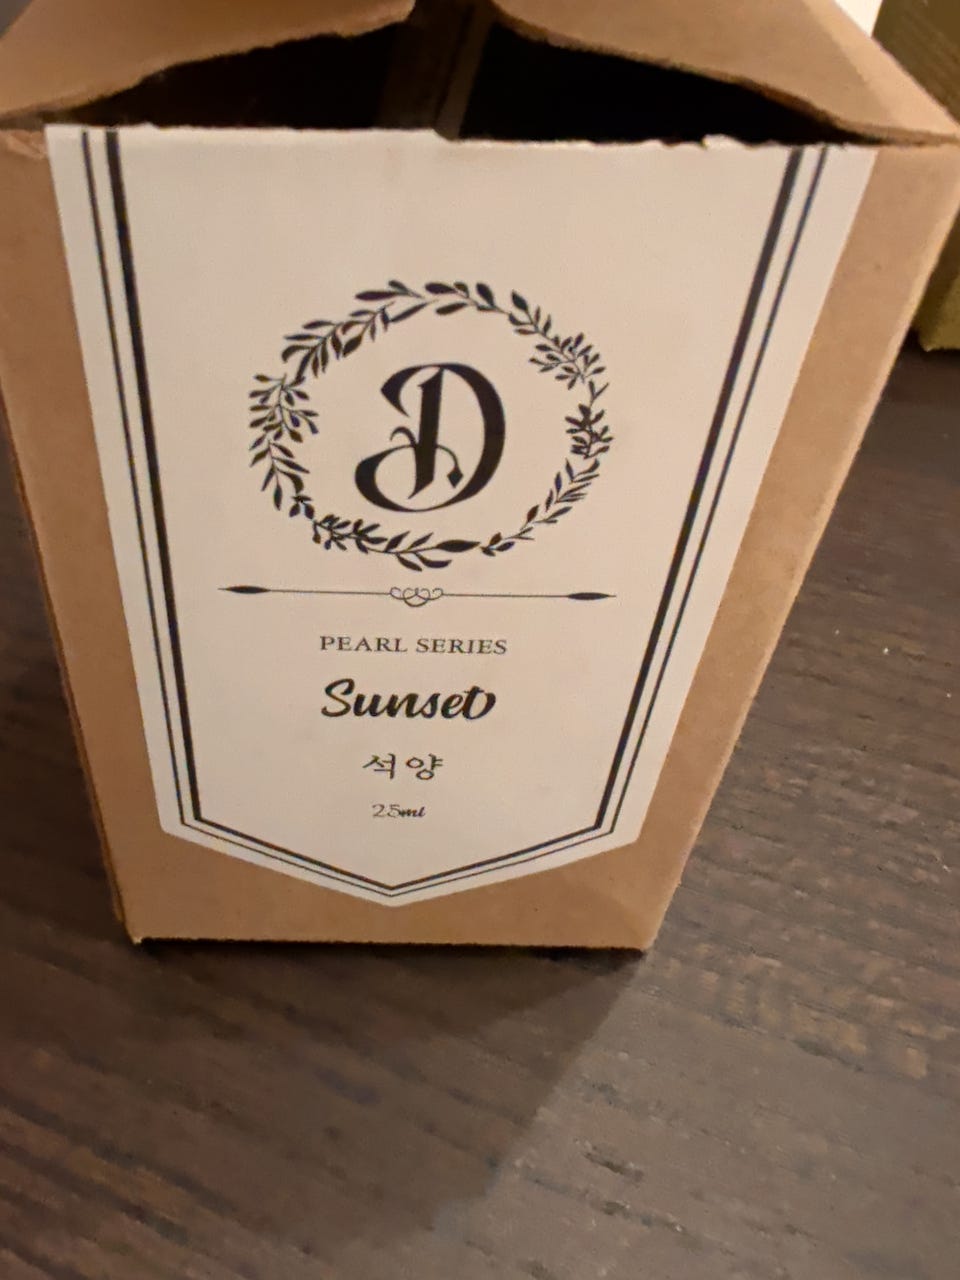 D
PEARL SERIES
Sunset
석양
25ml